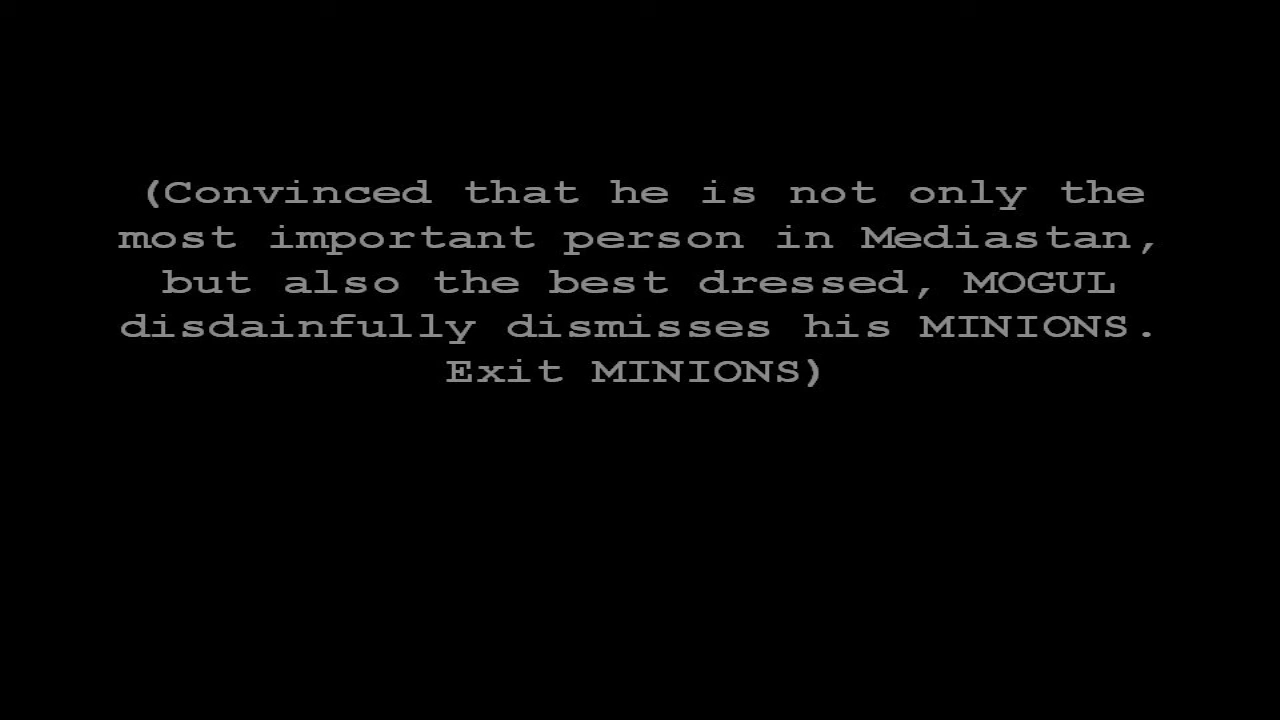 (Convinced that he is not only the
most important person in Mediastan,
but also the best dressed, MOGUL
disdainfully dismisses his MINIONS.
Exit MINIONS)